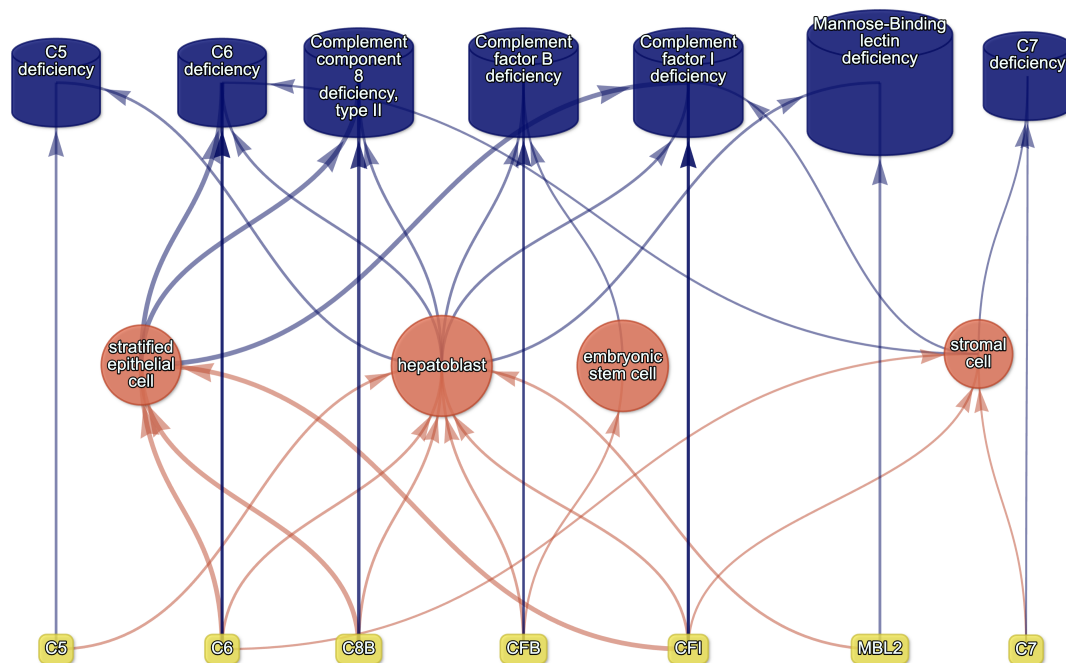 C5
deficiency
C6
deficiency
Complement
component
8
deficiency,
type II
Complement
factor B
deficiency
Complement
factor I
deficiency
Mannose-Binding
lectin
deficiency
C7
deficiency
stratified
epithelial
cell
hepatoblast
embryonic
stem cell
stromal
cell
C5
C6
C8B
CFB
CFI
MBL2
C7